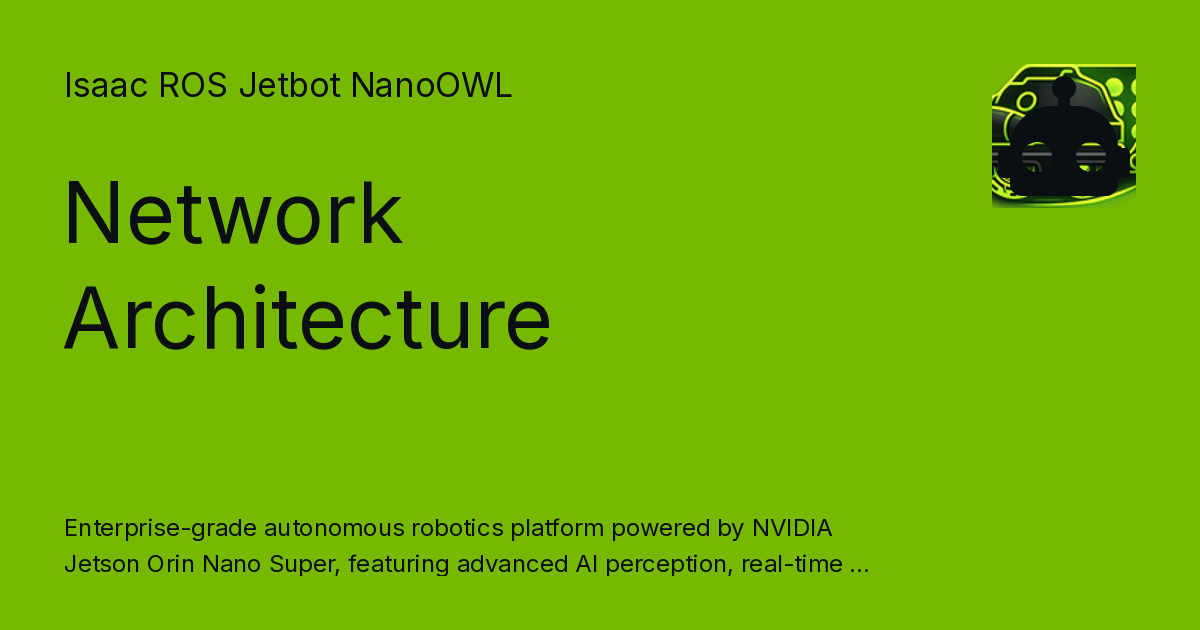 Isaac ROS Jetbot NanoOWL
Network
Architecture
Enterprise-grade autonomous robotics platform powered by NVIDIA
Jetson Orin Nano Super, featuring advanced AI perception, real-time ...